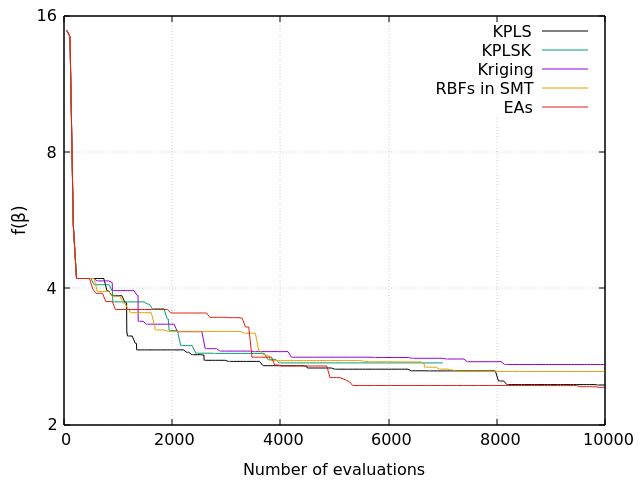 16
8
4
2
f(β)
KPLS
KPLSK
Kriging
RBFs in SMT
EAs
0
2000
4000
6000
8000
10000
Number of evaluations